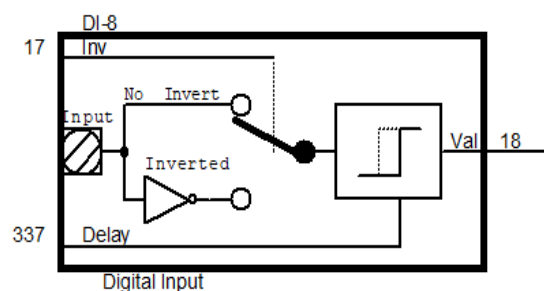 DI-8
17 Inv
No Invert
Input
Inverted
Val 18
337 Delay
Digital Input